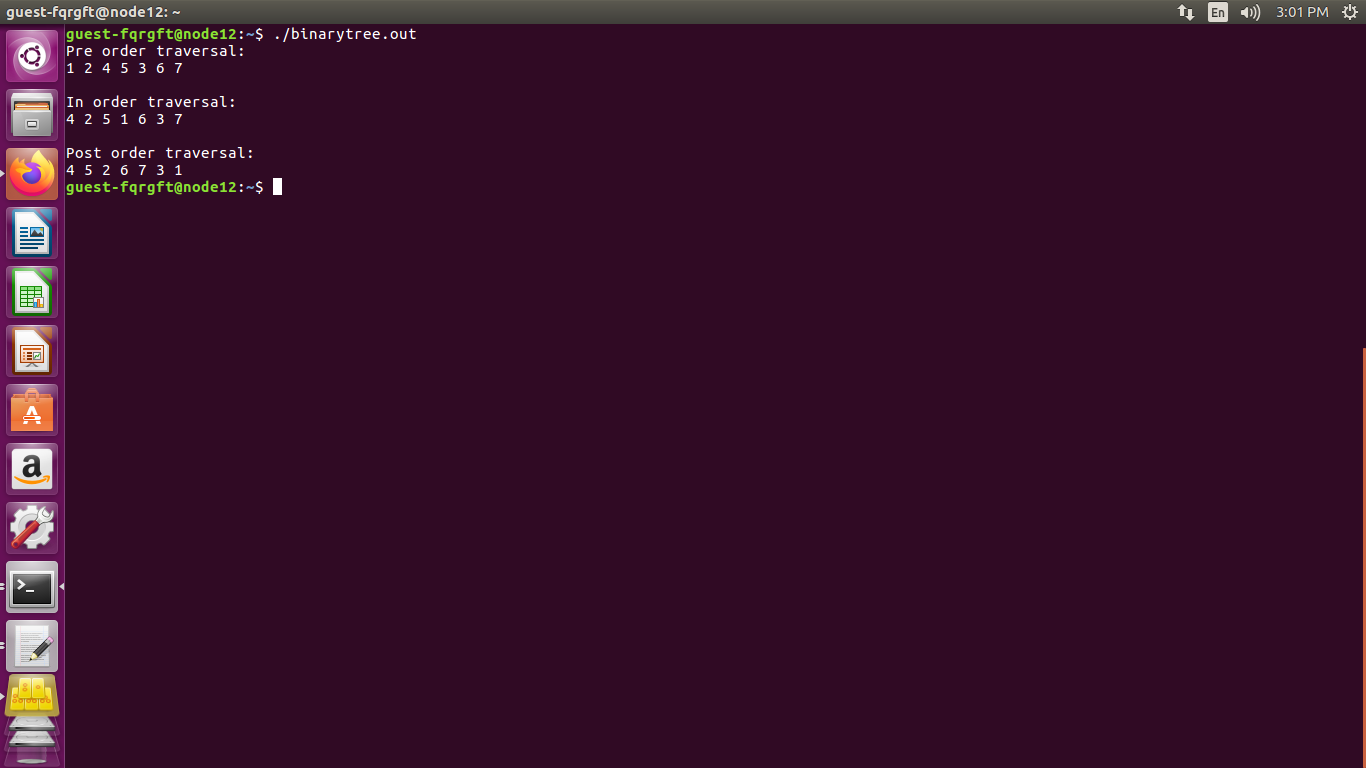 guest-fqrgft@node12: ~
En
3:01 PM
guest-fqrgft@node12:~$ ./binarytree.out
Pre order traversal:
1 2 4 5 3 6 7
In order traversal:
4 2 5 1 6 3 7
Post order traversal:
4 5 2 6 7 3 1
guest-fqrgft@node12:~$